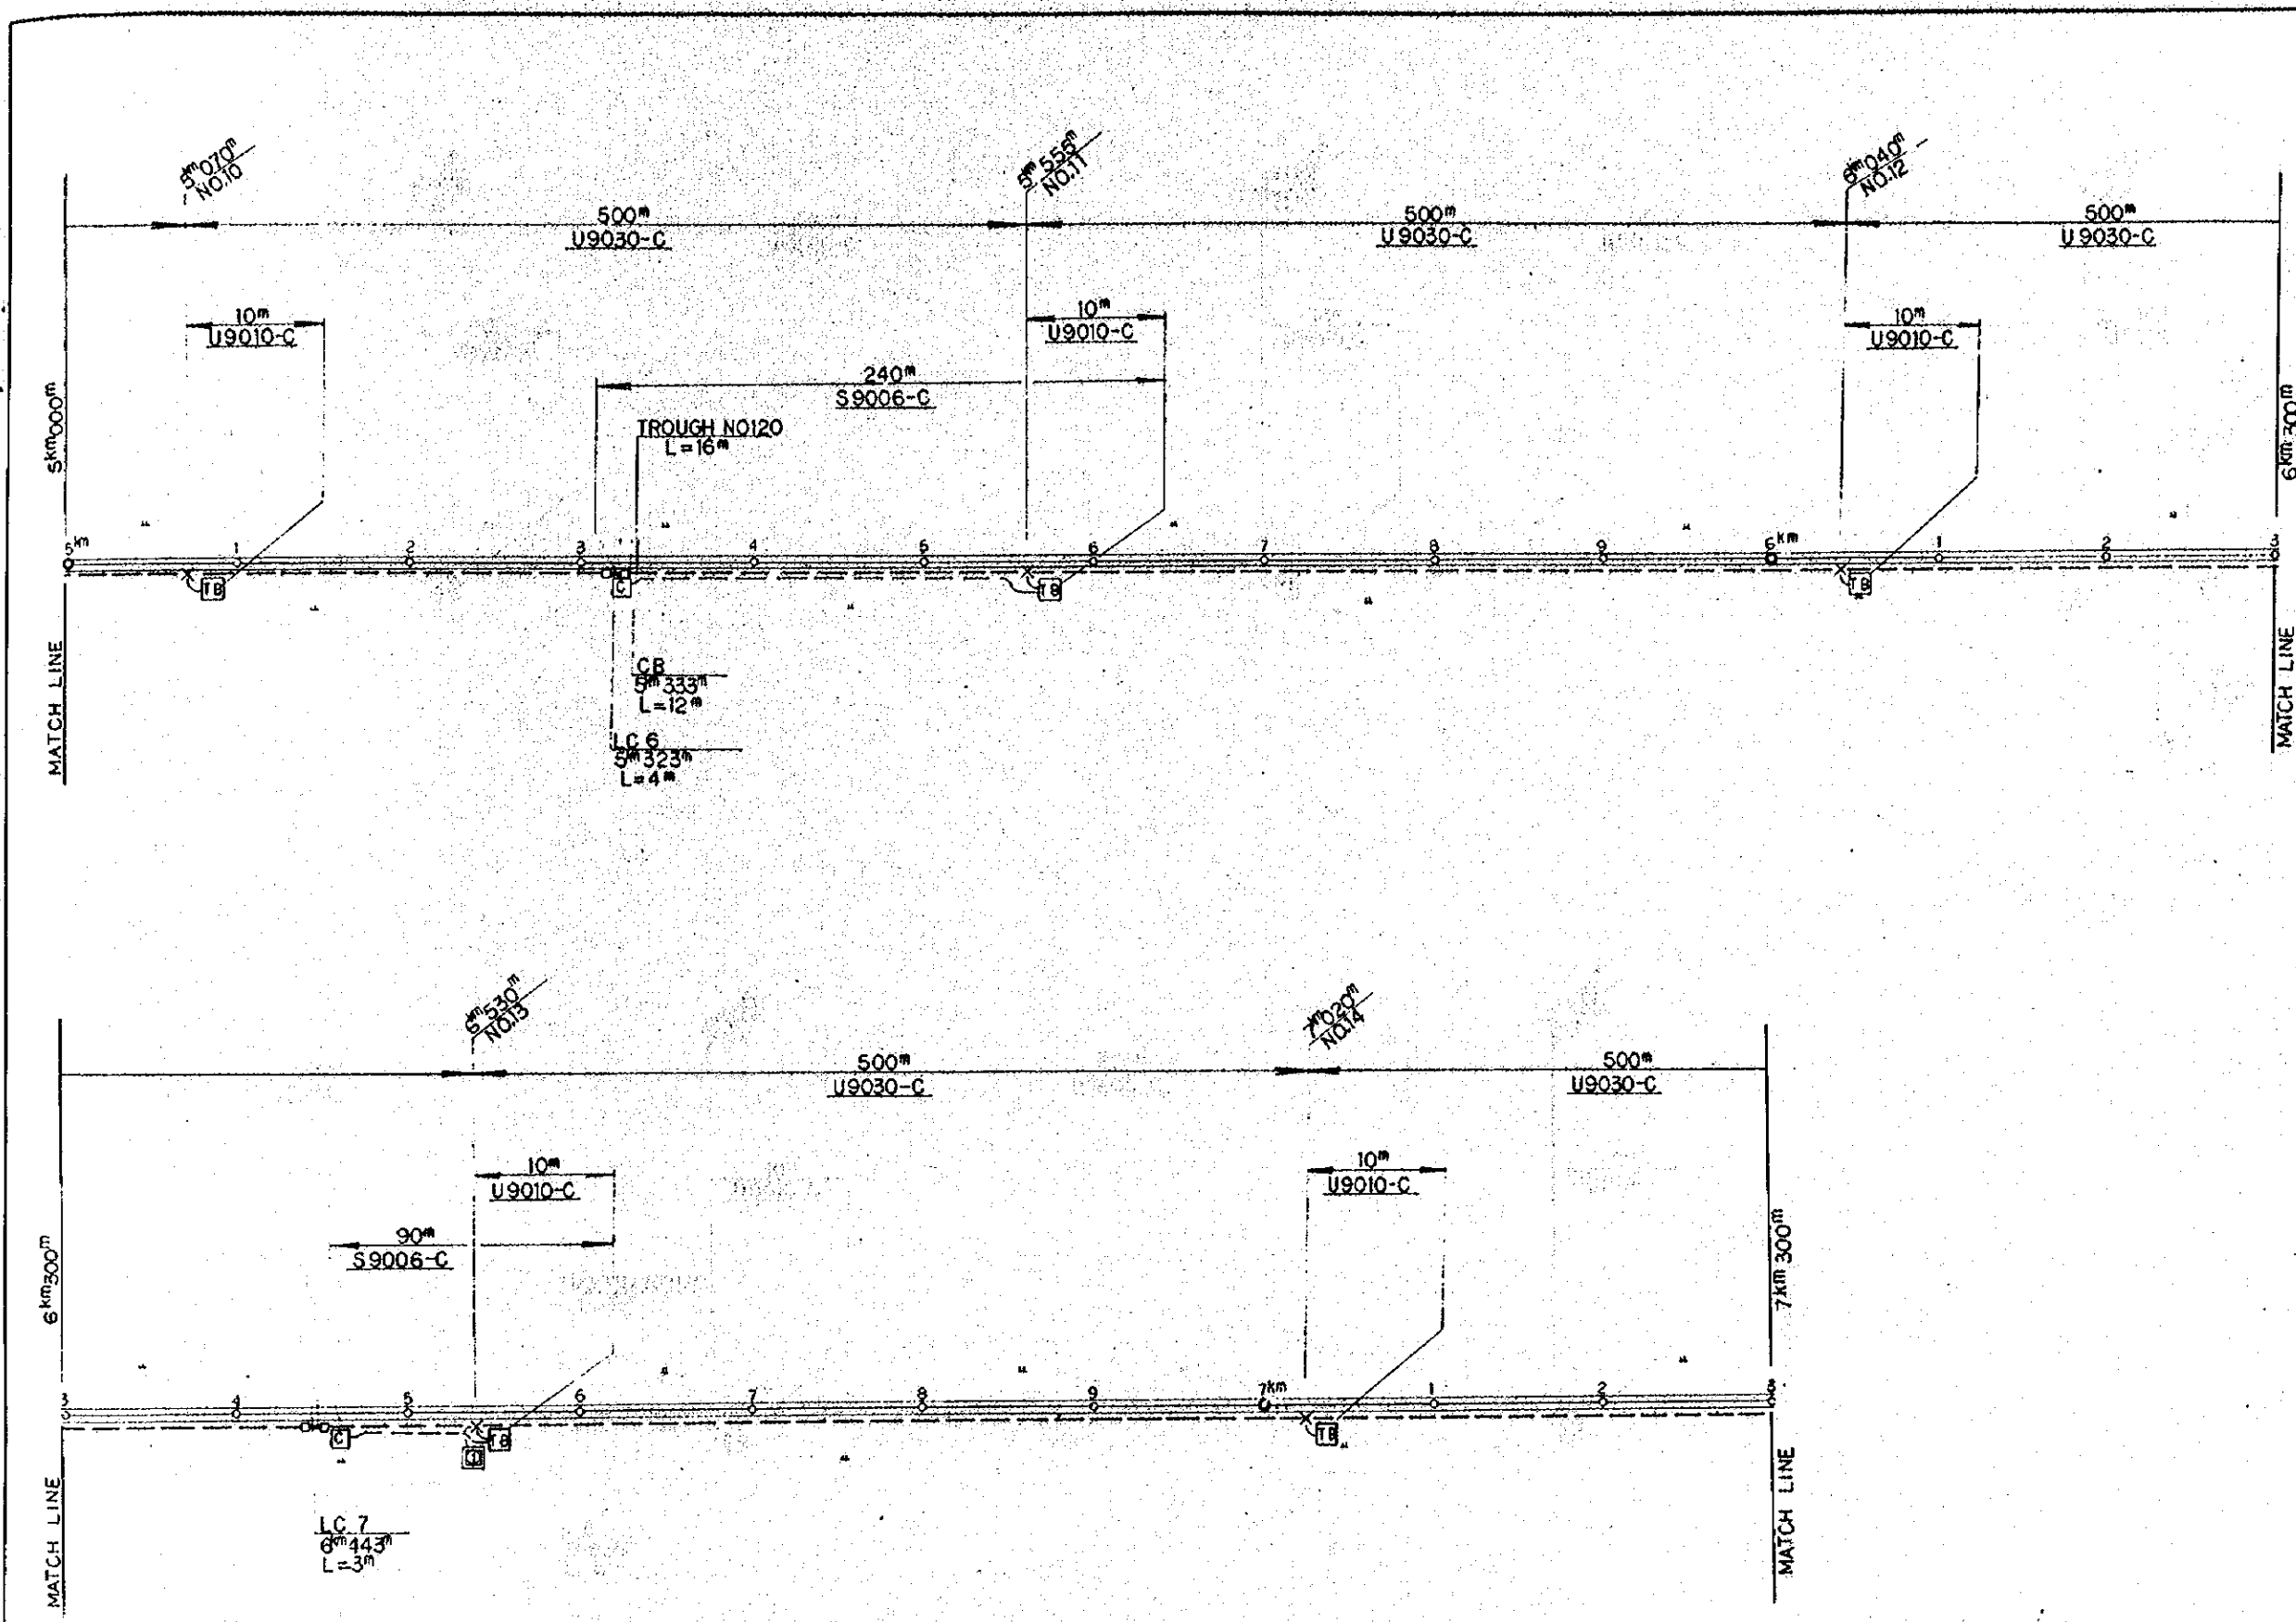 5km070m
NO.10
5km555m
NO.11
6km040m
NO.12
500m
U9030-C
500m
U9030-C
500m
U9030-C
10m
U9010-C
10m
U9010-C
10m
U9010-C
240m
S9006-C
TROUGH NO120
L=16m
5km000m
6km300m
5km 1 2 3 4 5 6 7 8 9 6km 1 2 3
TB C TB TB
CB
5km333m
L=12m
LC 6
5km323m
L=4m
MATCH LINE
MATCH LINE
6km530m
NO.13
7km020m
NO.14
500m
U9030-C
500m
U9030-C
10m
U9010-C
10m
U9010-C
90m
S9006-C
6km300m
7km300m
3 4 5 6 7 8 9 7km 1 2 3
C TB TB
1
LC 7
6km443m
L=3m
MATCH LINE
MATCH LINE